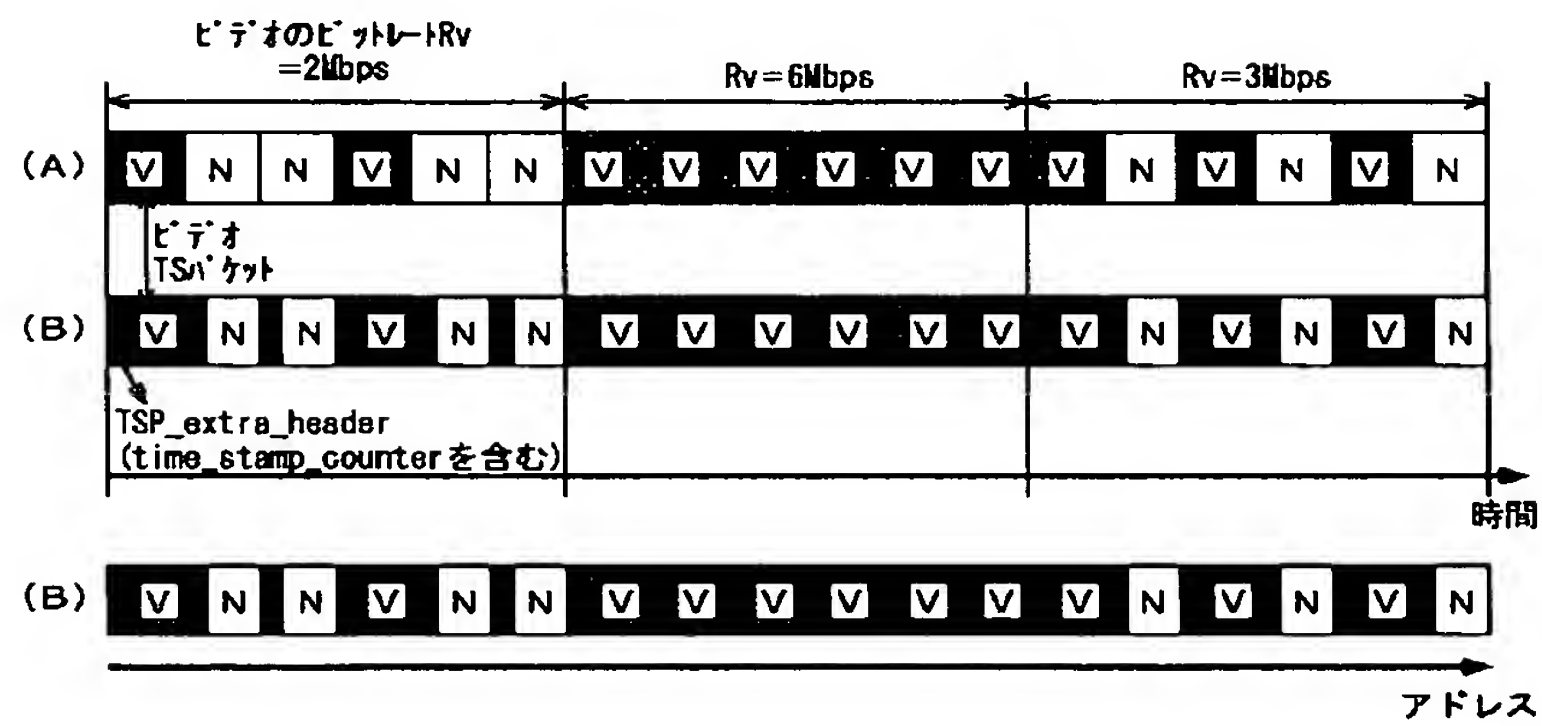 ビデオのビットレートRv
=2Mbps
Rv=6Mbps
Rv=3Mbps
(A) V N N V N N V V V V V V V N V N V N
ビデオ
TSパケット
(B) V N N V N N V V V V V V V N V N V N
TSP_extra_header
(time_stamp_counterを含む)
時間
(B) V N N V N N V V V V V V V N V N V N
アドレス